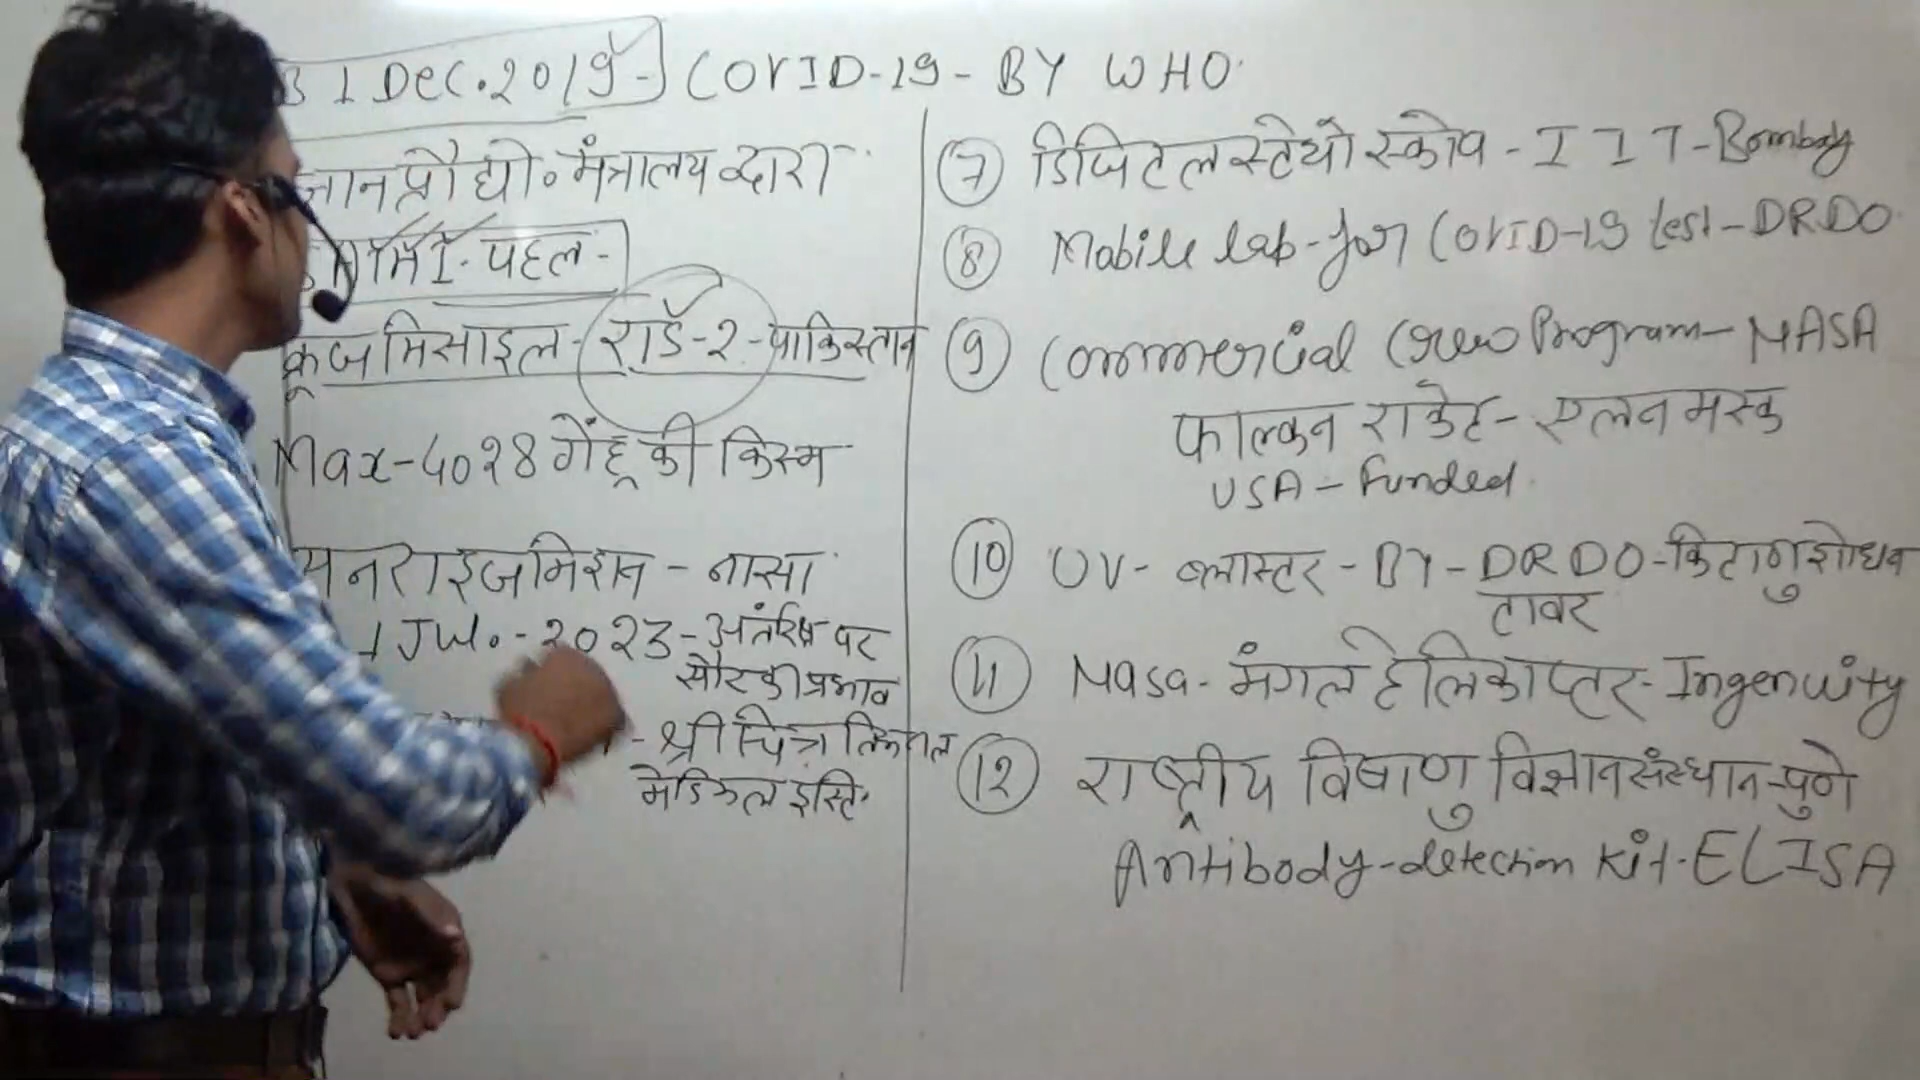 31 Dec. 2019 - COVID-19 - BY WHO
ज्ञान प्रौद्यो॰ मंत्रालय द्वारा
पहल -
क्रूज मिसाइल - राड - 2 - पाकिस्तान
Max - 4028 गेंहू की किस्म
सनराइज मिशन - नासा
1 Jul. - 2023 - अंतरिक्ष पर
सौर की प्रभाव
- श्री चित्रा तिरुनाल
मेडिकल इंस्टि॰
7 डिजिटल स्टेथोस्कोप - IIT - Bombay
8 Mobile lab - for COVID-19 test - DRDO
9 Commercial Crew Program - NASA
फाल्कन राकेट - एलन मस्क
USA - Funded
10 UV - ब्लास्टर - BY - DRDO - किटाणु शोधन
टावर
11 Nasa - मंगल हेलिकाप्टर - Ingenuity
12 राष्ट्रीय विषाणु विज्ञान संस्थान - पुणे
Antibody - detection Kit - ELISA